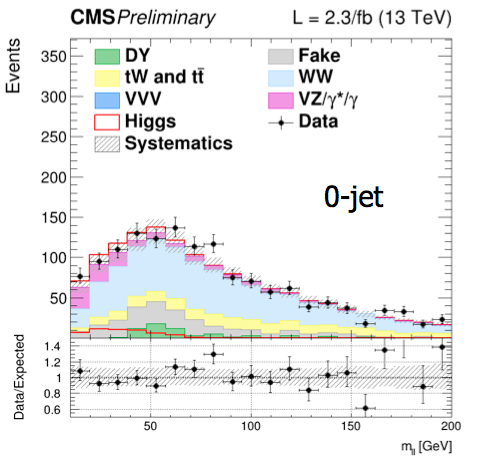 CMS Preliminary L = 2.3/fb (13 TeV)
Events
350
300
250
200
150
100
50
DY Fake
tW and tt̄ WW
VVV VZ/γ*/γ
Higgs Data
Systematics
0-jet
Data/Expected
1.4
1.2
1
0.8
0.6
50 100 150 200
m_ll [GeV]